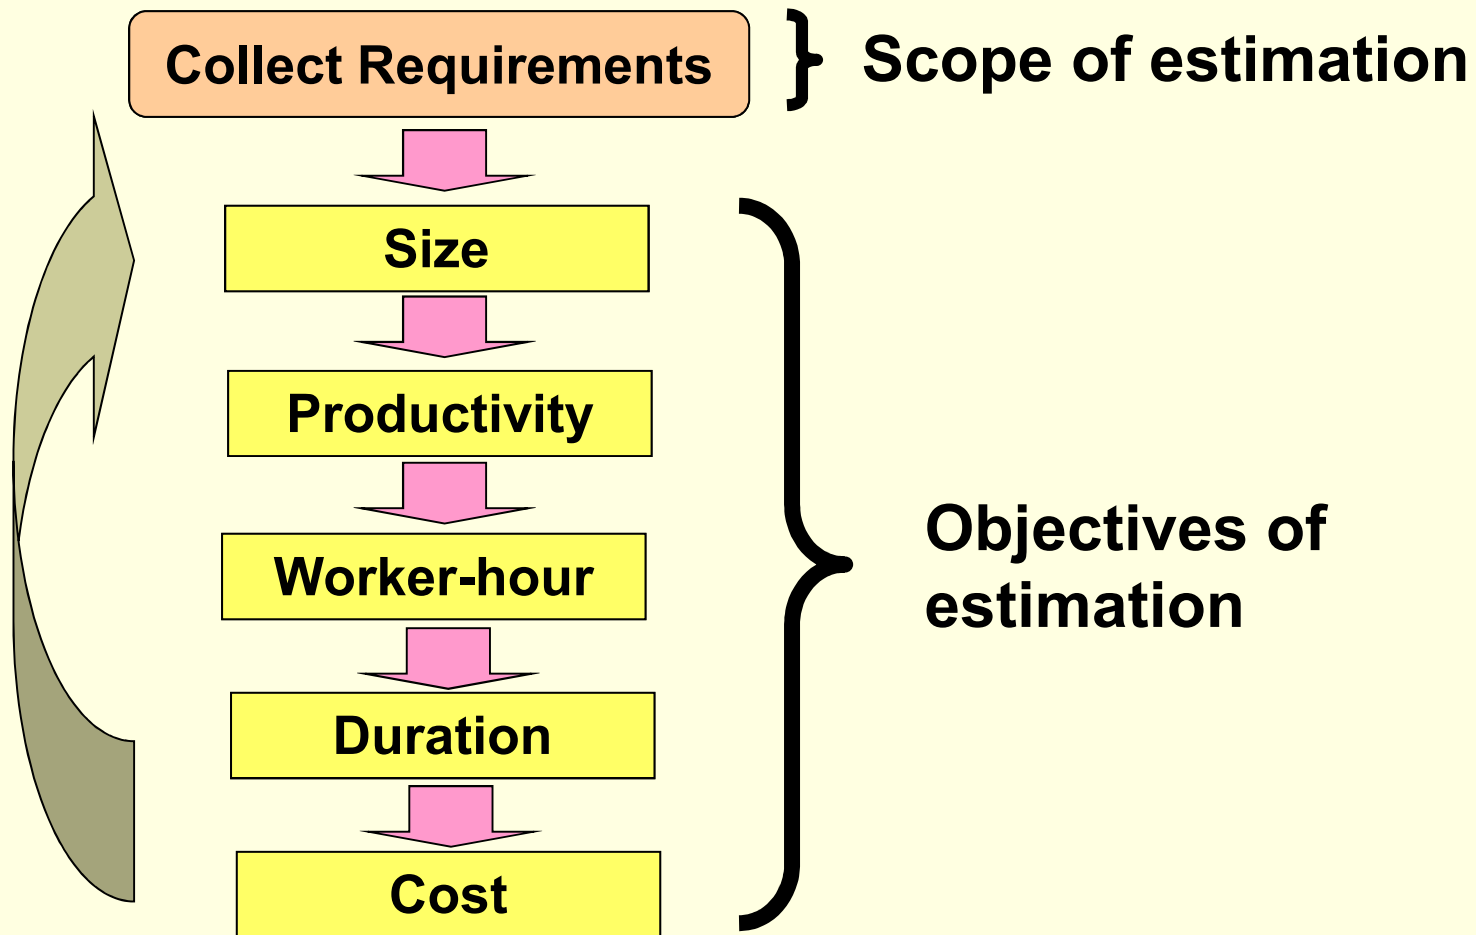 Collect Requirements
Scope of estimation
Size
Productivity
Worker-hour
Objectives of
estimation
Duration
Cost